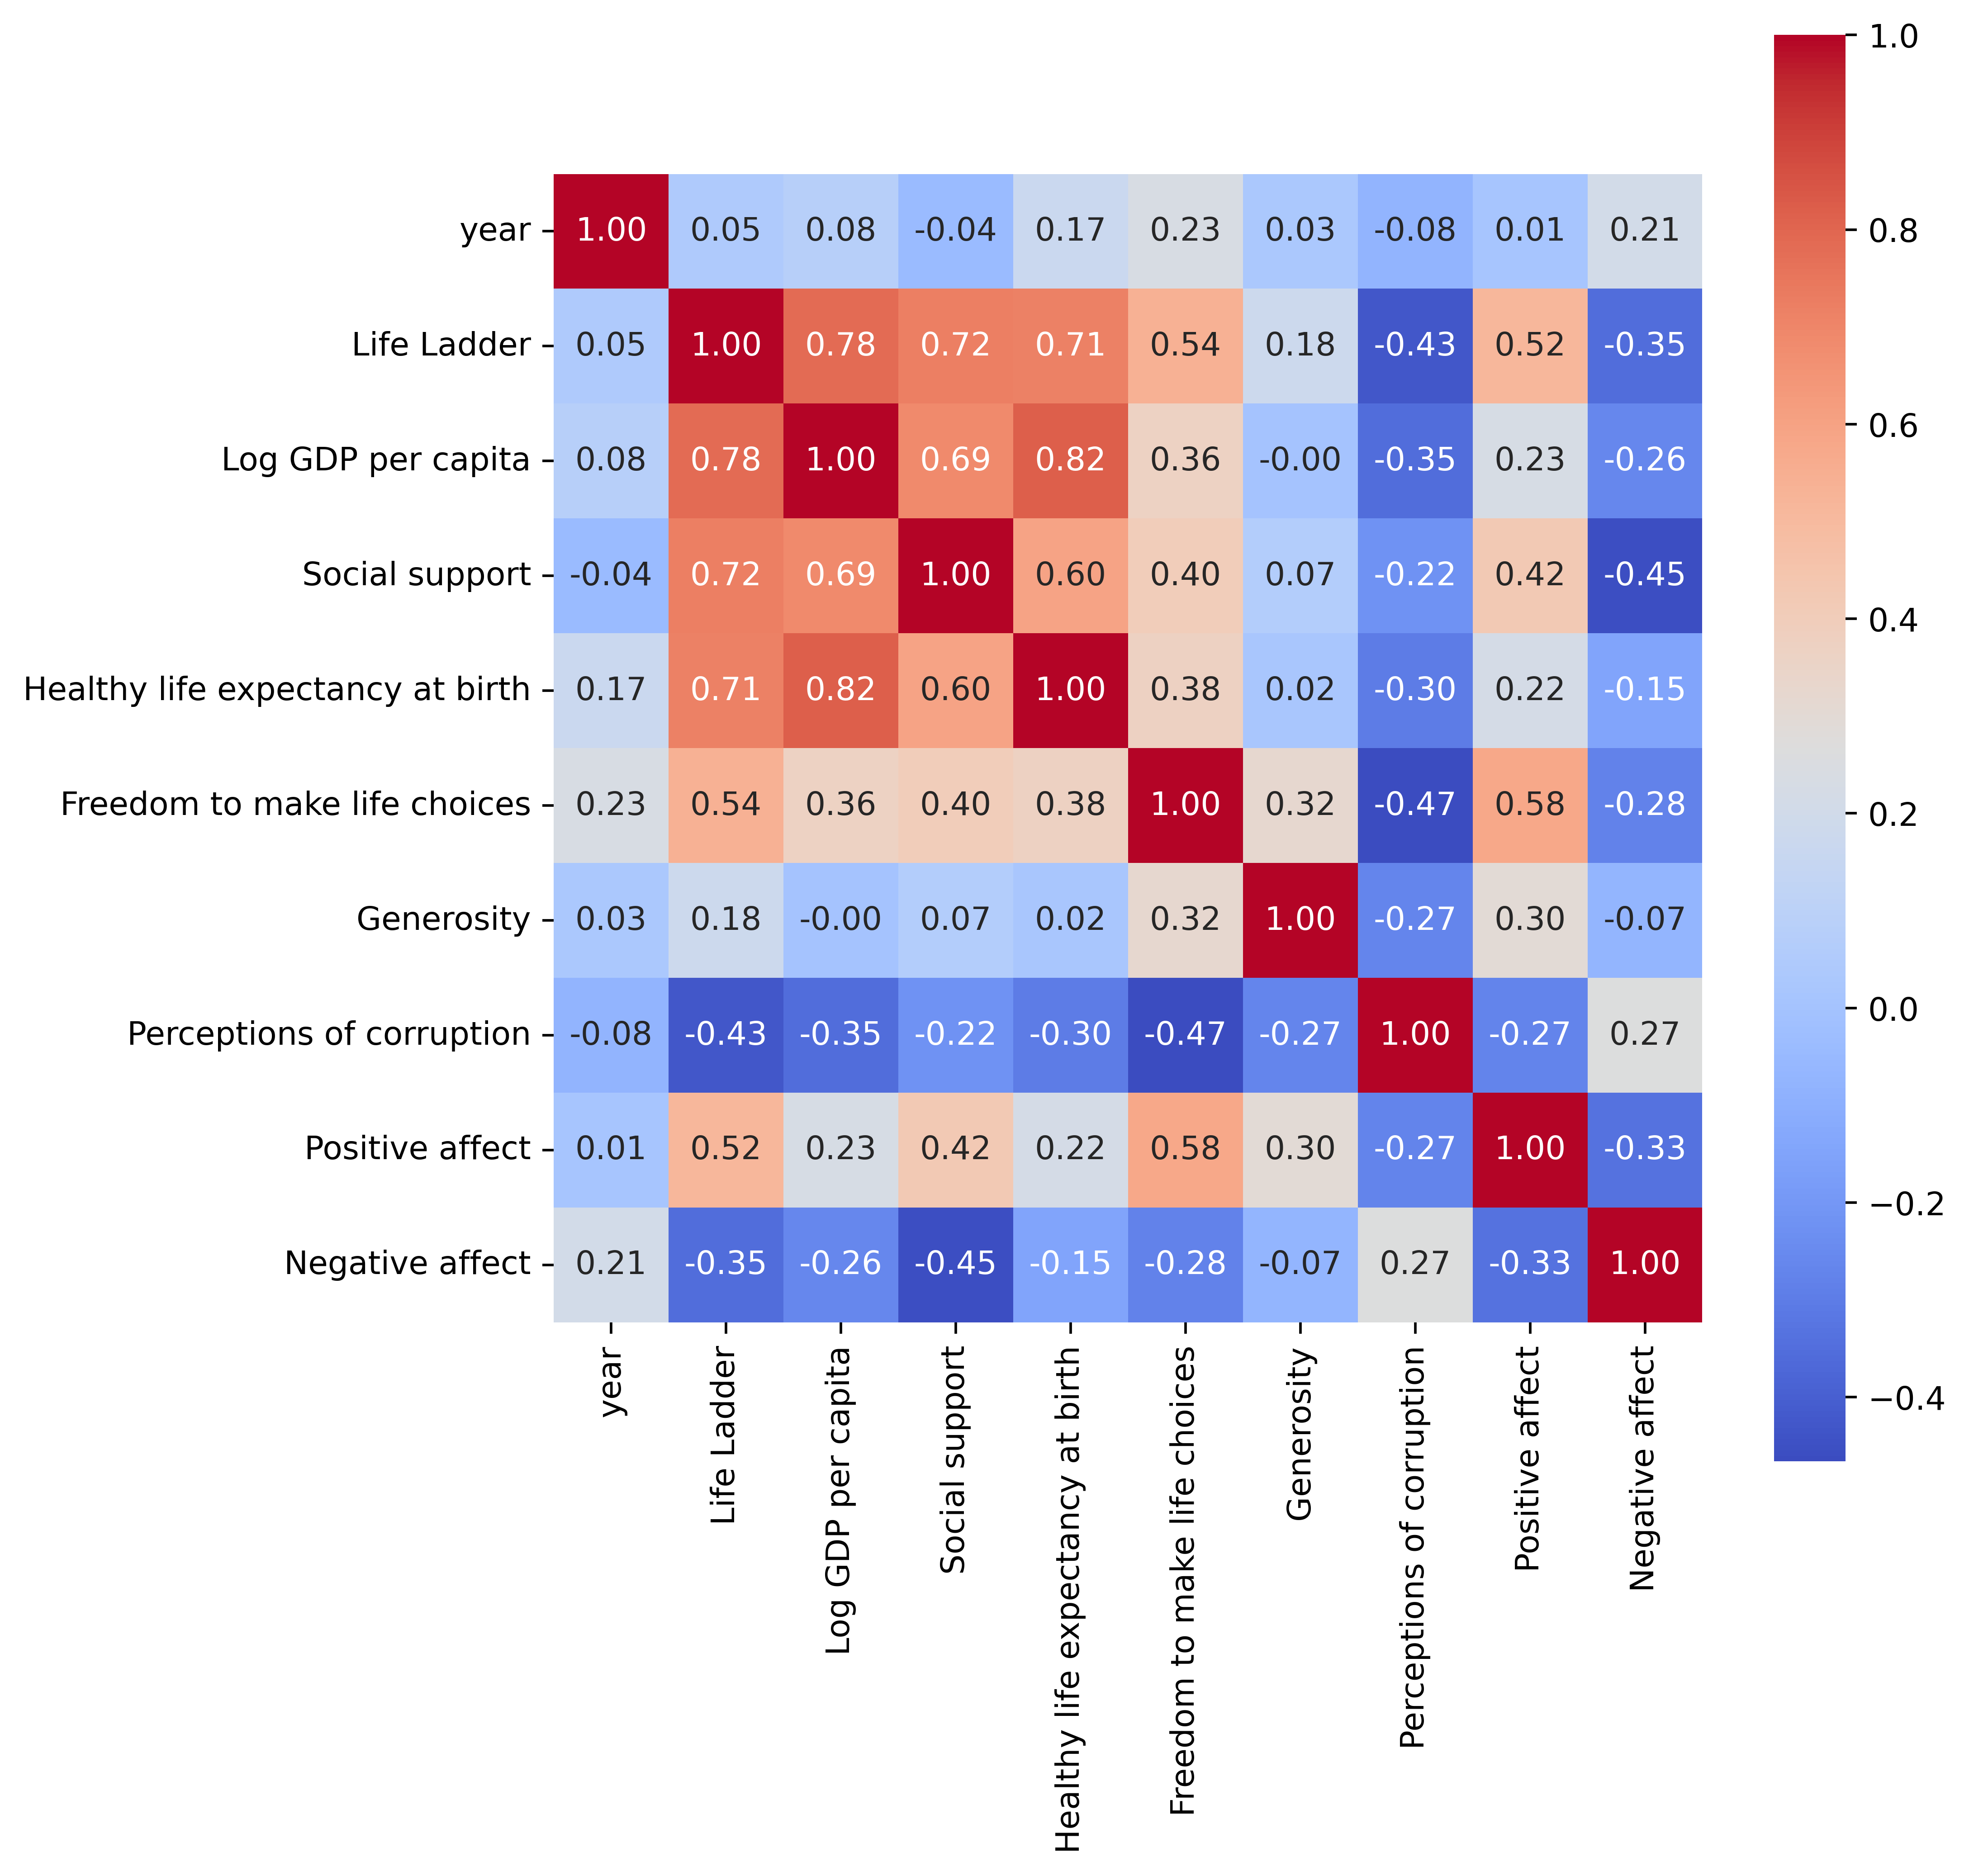 1.0
0.8
0.6
0.4
0.2
0.0
−0.2
−0.4
year 1.00 0.05 0.08 -0.04 0.17 0.23 0.03 -0.08 0.01 0.21
Life Ladder 0.05 1.00 0.78 0.72 0.71 0.54 0.18 -0.43 0.52 -0.35
Log GDP per capita 0.08 0.78 1.00 0.69 0.82 0.36 -0.00 -0.35 0.23 -0.26
Social support -0.04 0.72 0.69 1.00 0.60 0.40 0.07 -0.22 0.42 -0.45
Healthy life expectancy at birth 0.17 0.71 0.82 0.60 1.00 0.38 0.02 -0.30 0.22 -0.15
Freedom to make life choices 0.23 0.54 0.36 0.40 0.38 1.00 0.32 -0.47 0.58 -0.28
Generosity 0.03 0.18 -0.00 0.07 0.02 0.32 1.00 -0.27 0.30 -0.07
Perceptions of corruption -0.08 -0.43 -0.35 -0.22 -0.30 -0.47 -0.27 1.00 -0.27 0.27
Positive affect 0.01 0.52 0.23 0.42 0.22 0.58 0.30 -0.27 1.00 -0.33
Negative affect 0.21 -0.35 -0.26 -0.45 -0.15 -0.28 -0.07 0.27 -0.33 1.00
year
Life Ladder
Log GDP per capita
Social support
Healthy life expectancy at birth
Freedom to make life choices
Generosity
Perceptions of corruption
Positive affect
Negative affect